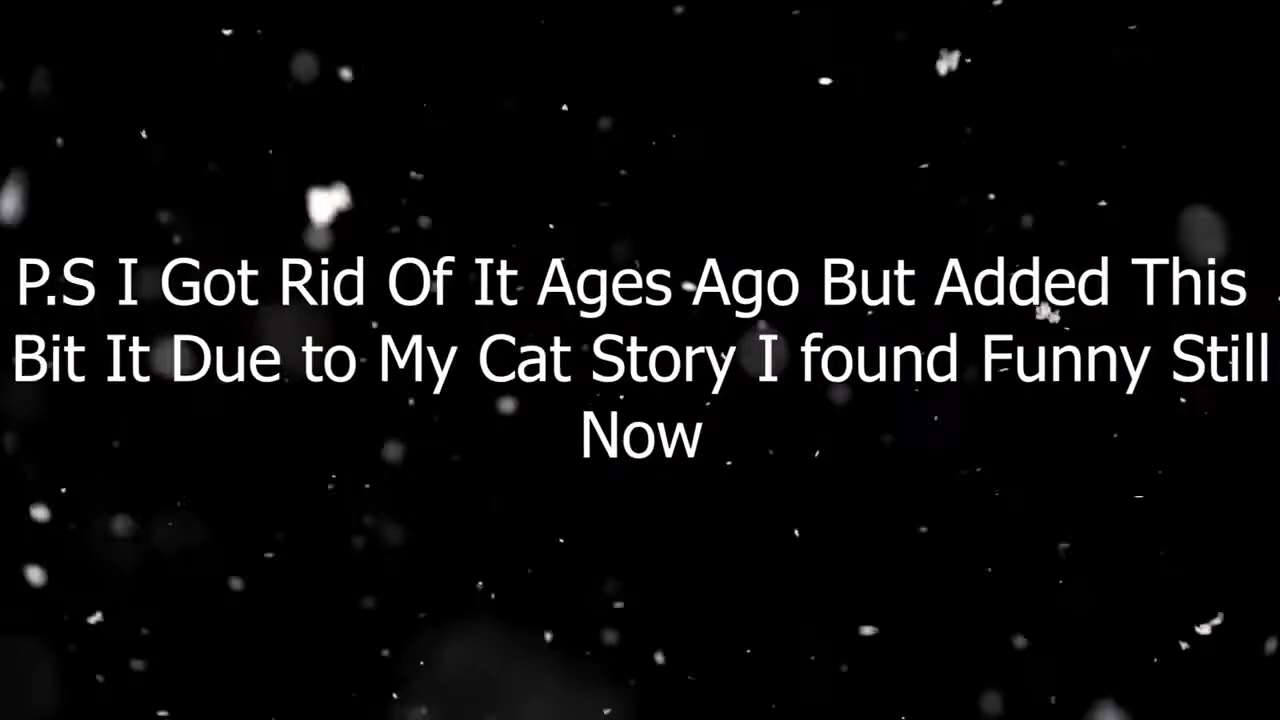 P.S I Got Rid Of It Ages Ago But Added This
Bit It Due to My Cat Story I found Funny Still
Now